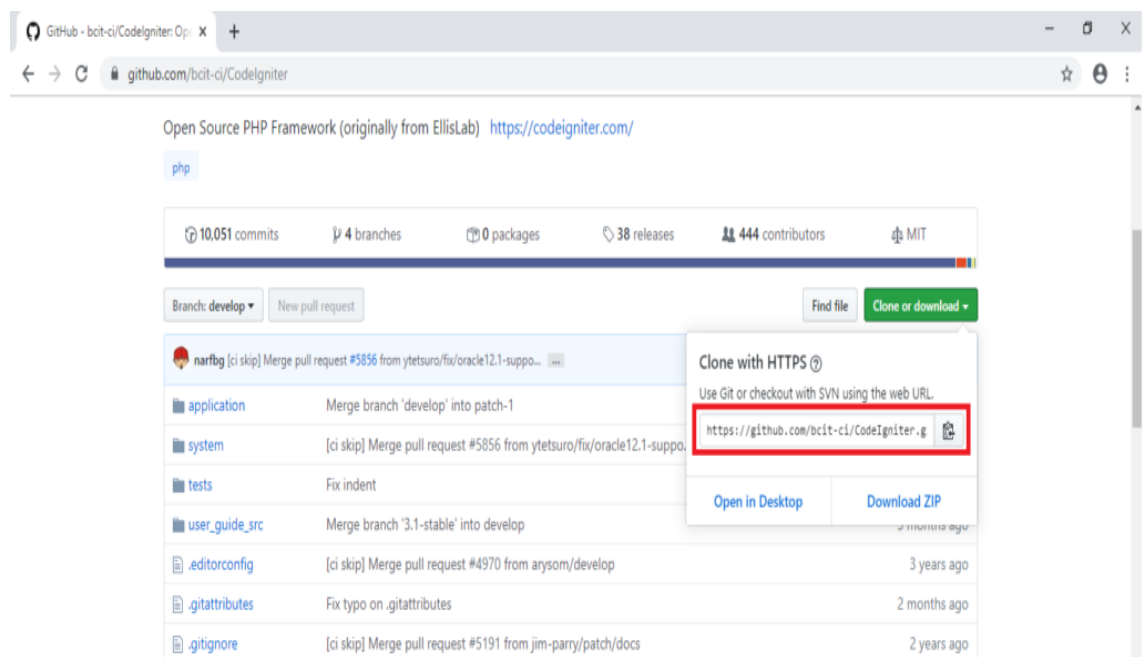 GitHub - bcit-ci/CodeIgniter: Op
github.com/bcit-ci/CodeIgniter
Open Source PHP Framework (originally from EllisLab) https://codeigniter.com/
php
10,051 commits 4 branches 0 packages 38 releases 444 contributors MIT
Branch: develop New pull request Find file Clone or download
narfbg [ci skip] Merge pull request #5856 from ytetsuro/fix/oracle12.1-suppo... ...
Clone with HTTPS ?
Use Git or checkout with SVN using the web URL.
https://github.com/bcit-ci/CodeIgniter.g
Open in Desktop Download ZIP
application Merge branch 'develop' into patch-1
system [ci skip] Merge pull request #5856 from ytetsuro/fix/oracle12.1-suppo.
tests Fix indent
user_guide_src Merge branch '3.1-stable' into develop months ago
.editorconfig [ci skip] Merge pull request #4970 from arysom/develop 3 years ago
.gitattributes Fix typo on .gitattributes 2 months ago
.gitignore [ci skip] Merge pull request #5191 from jim-parry/patch/docs 2 years ago